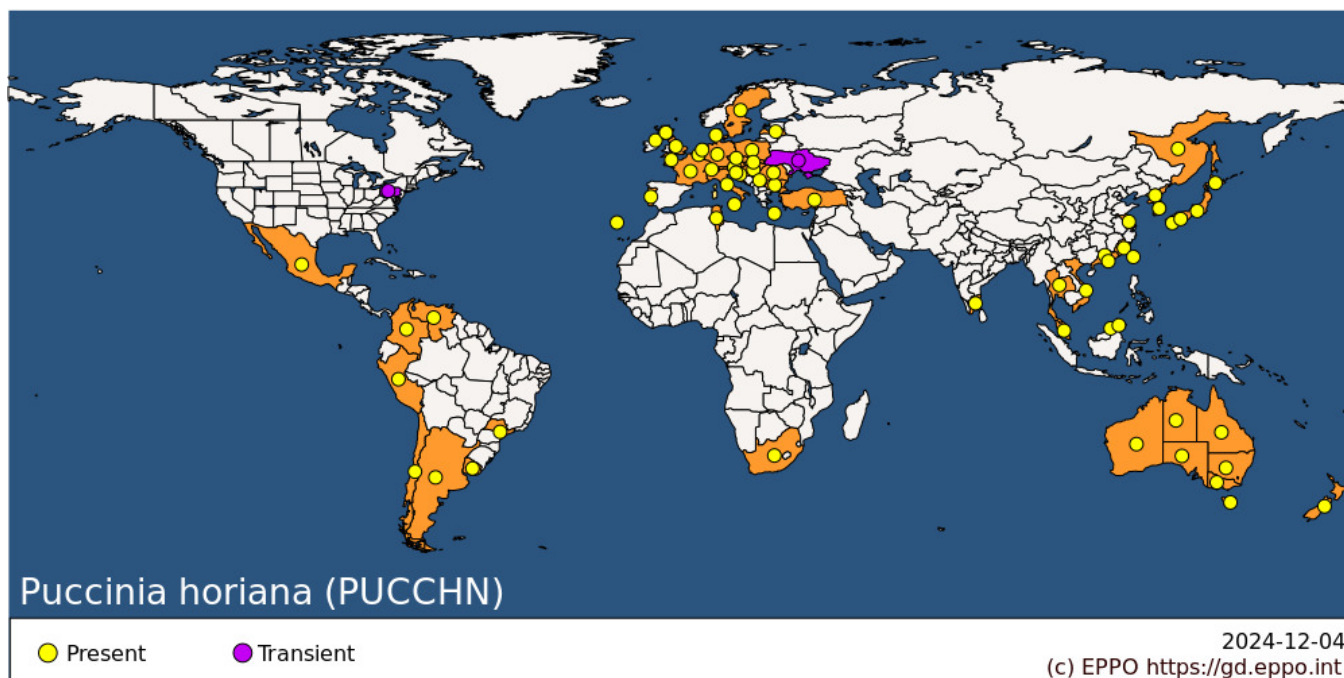 Puccinia horiana (PUCCHN)
Present
Transient
2024-12-04
(c) EPPO https://gd.eppo.int